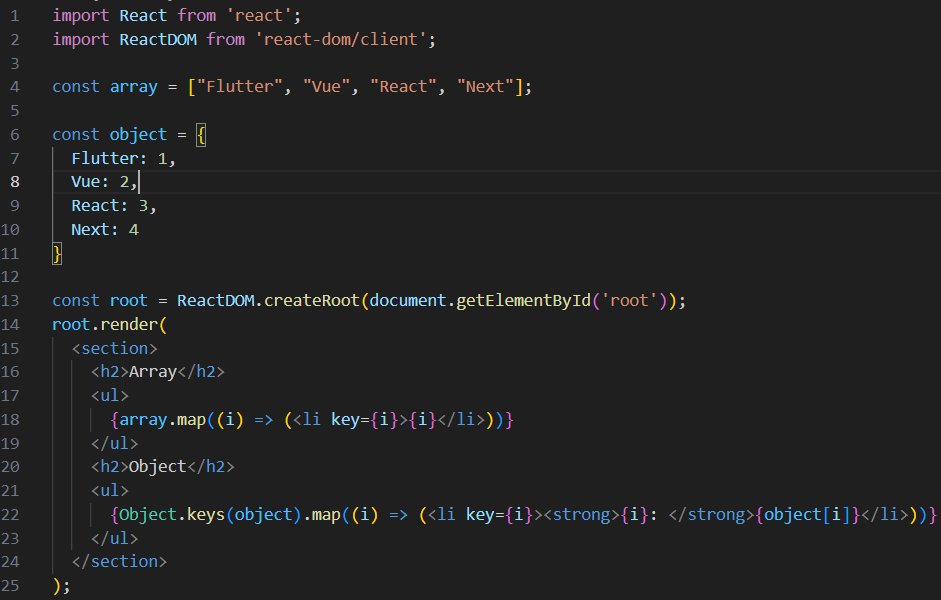 1 import React from 'react';
2 import ReactDOM from 'react-dom/client';
3
4 const array = ["Flutter", "Vue", "React", "Next"];
5
6 const object = {
7   Flutter: 1,
8   Vue: 2,
9   React: 3,
10   Next: 4
11 }
12
13 const root = ReactDOM.createRoot(document.getElementById('root'));
14 root.render(
15   <section>
16     <h2>Array</h2>
17     <ul>
18       {array.map((i) => (<li key={i}>{i}</li>))}
19     </ul>
20     <h2>Object</h2>
21     <ul>
22       {Object.keys(object).map((i) => (<li key={i}><strong>{i}: </strong>{object[i]}</li>))}
23     </ul>
24   </section>
25 );